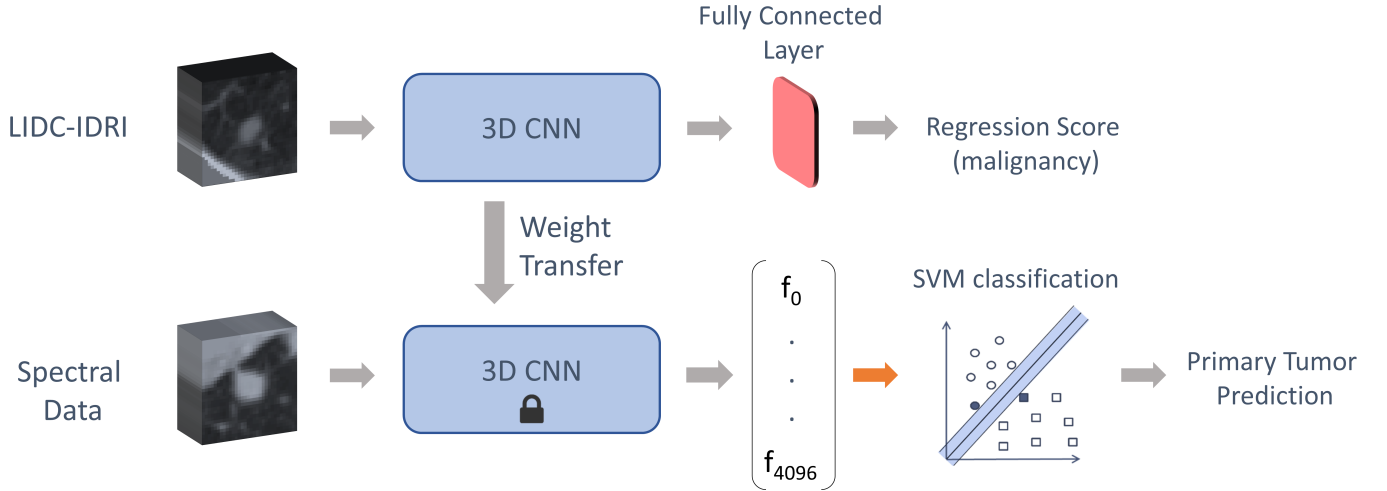 Fully Connected
Layer
LIDC-IDRI
3D CNN
Regression Score
(malignancy)
Weight
Transfer
SVM classification
f0
.
.
.
f4096
Spectral
Data
3D CNN
Primary Tumor
Prediction